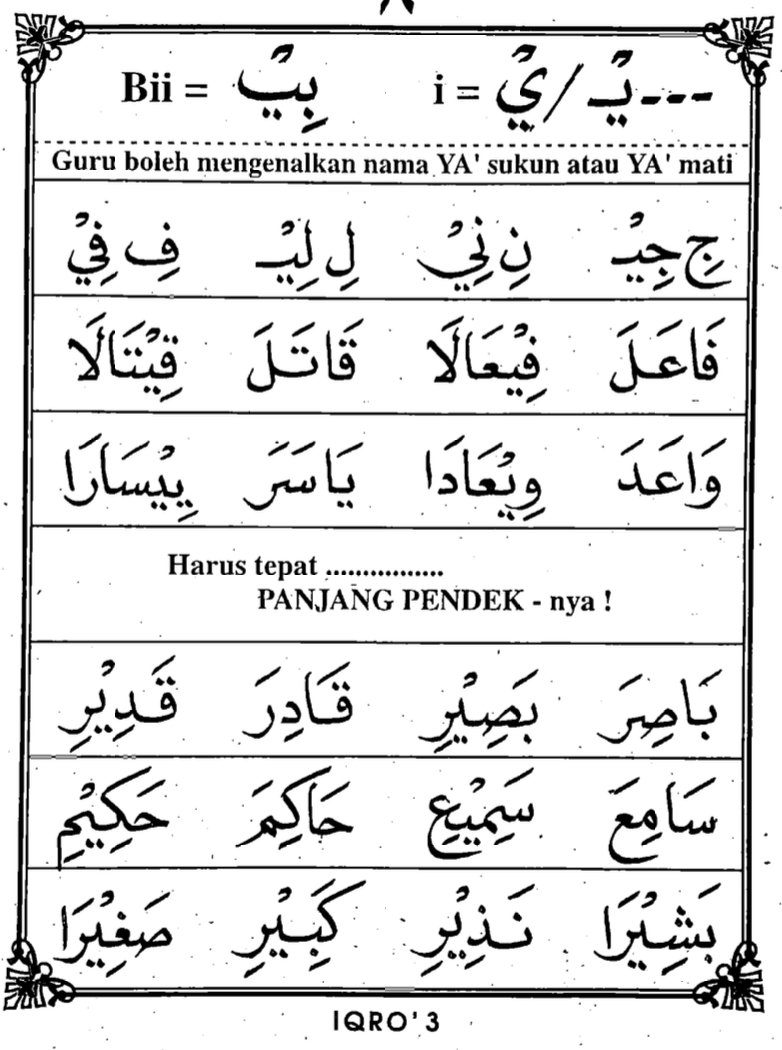 ٨
Bii = بِيْ i = يْ / يْـ ---
Guru boleh mengenalkan nama YA' sukun atau YA' mati
جِ جِيْـ نِ نِيْ لِ لِيْـ فِ فِيْ
فَاعَلَ فِيْعَالَا قَاتَلَ قِيْتَالَا
وَاعَدَ وِيْعَادَا يَاسَرَ يِيْسَارَا
Harus tepat ................
PANJANG PENDEK - nya !
بَاصِرَ بَصِيْرِ قَادِرَ قَدِيْرِ
سَامِعَ سَمِيْعِ حَاكِمَ حَكِيْمِ
بَشِيْرَا نَذِيْرِ كَبِيْرِ صَغِيْرَا
IQRO' 3